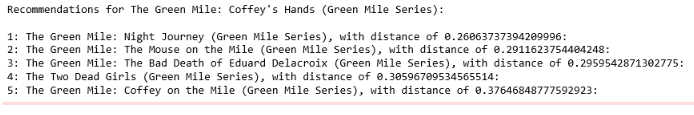 Recommendations for The Green Mile: Coffey's Hands (Green Mile Series):
1: The Green Mile: Night Journey (Green Mile Series), with distance of 0.26063737394209996:
2: The Green Mile: The Mouse on the Mile (Green Mile Series), with distance of 0.2911623754404248:
3: The Green Mile: The Bad Death of Eduard Delacroix (Green Mile Series), with distance of 0.2959542871302775:
4: The Two Dead Girls (Green Mile Series), with distance of 0.30596709534565514:
5: The Green Mile: Coffey on the Mile (Green Mile Series), with distance of 0.37646848777592923: